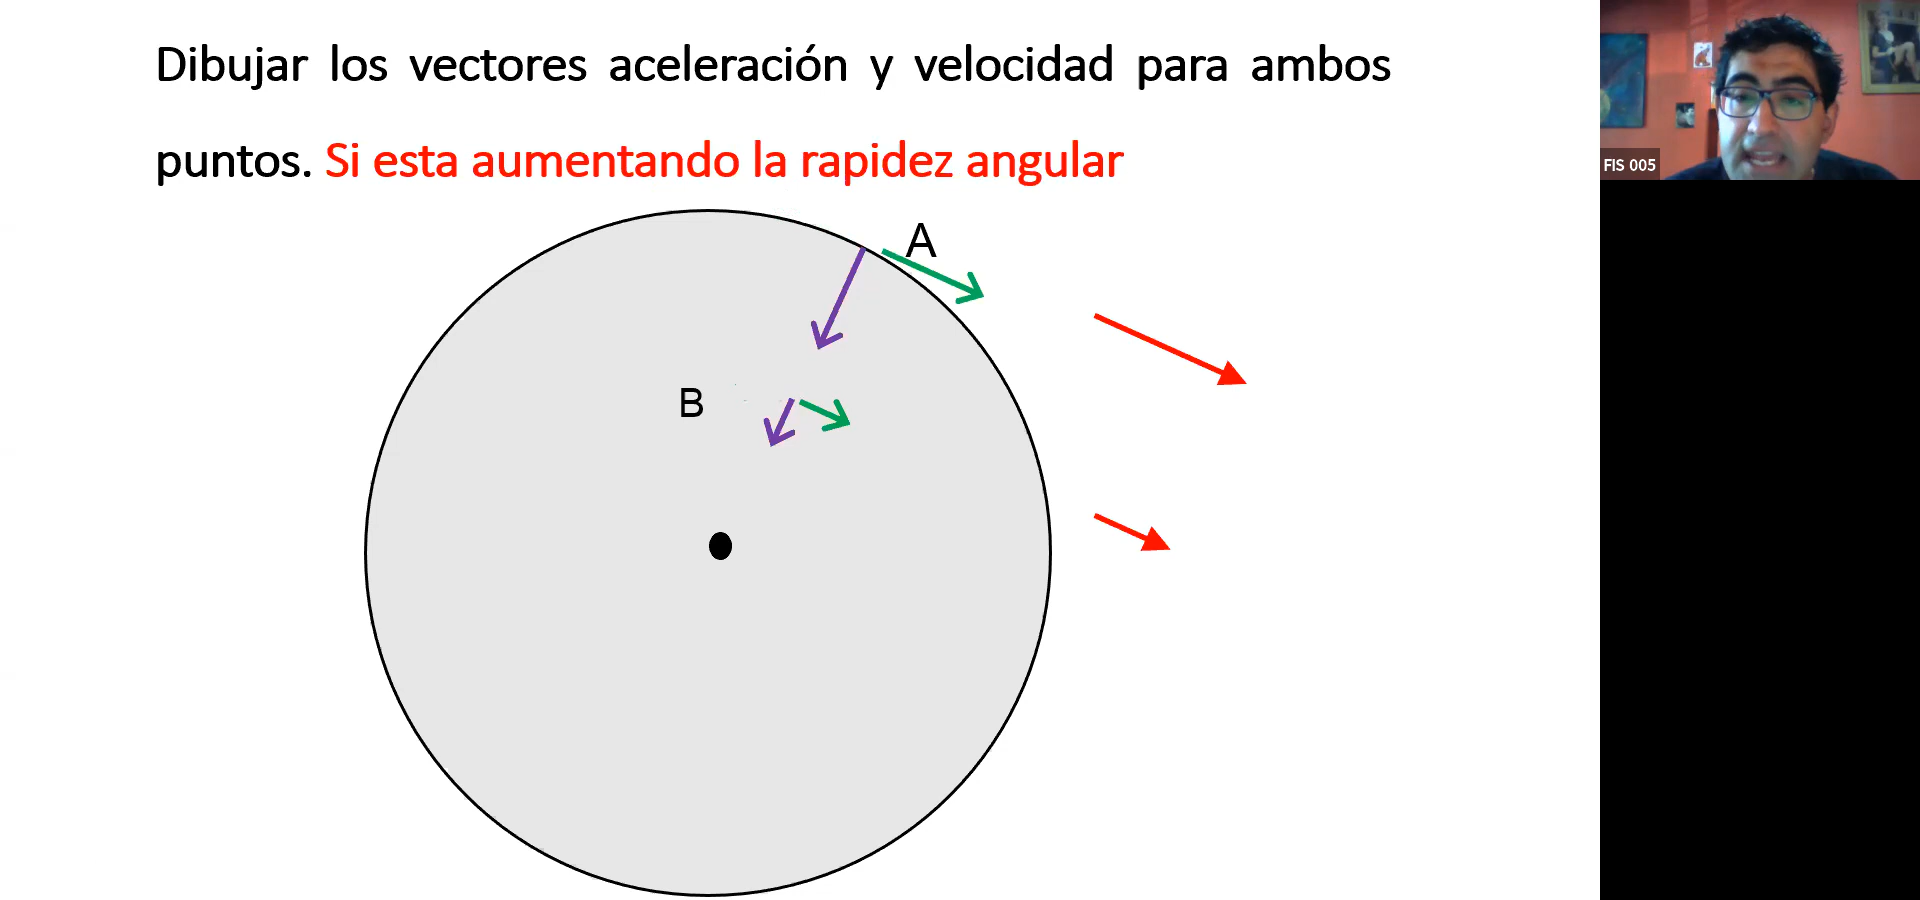 Dibujar los vectores aceleración y velocidad para ambos
puntos. Si esta aumentando la rapidez angular
A
B
FIS 005